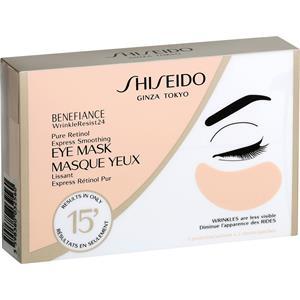 SHISEIDO
GINZA TOKYO
BENEFIANCE
WrinkleResist24
Pure Retinol
Express Smoothing
EYE MASK
MASQUE YEUX
Lissant
Express Rétinol Pur
RESULTS IN ONLY
15'
RÉSULTATS EN SEULEMENT
WRINKLES are less visible
Diminue l'apparence des RIDES